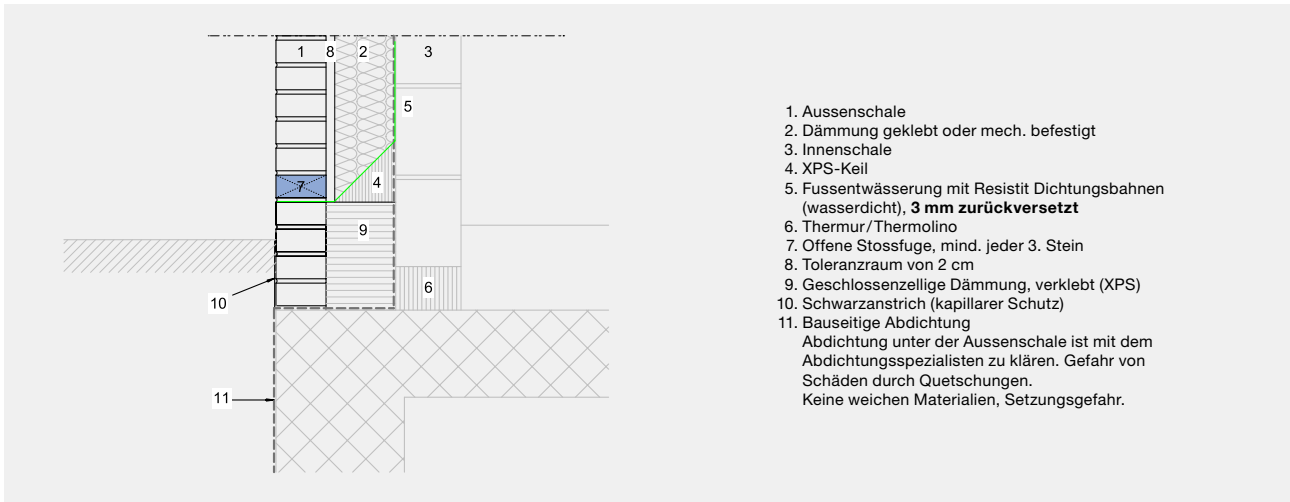 1 8 2 3
5
7 4
9
10 6
11
1. Aussenschale
2. Dämmung geklebt oder mech. befestigt
3. Innenschale
4. XPS-Keil
5. Fussentwässerung mit Resistit Dichtungsbahnen
(wasserdicht), 3 mm zurückversetzt
6. Thermur/Thermolino
7. Offene Stossfuge, mind. jeder 3. Stein
8. Toleranzraum von 2 cm
9. Geschlossenzellige Dämmung, verklebt (XPS)
10. Schwarzanstrich (kapillarer Schutz)
11. Bauseitige Abdichtung
Abdichtung unter der Aussenschale ist mit dem
Abdichtungsspezialisten zu klären. Gefahr von
Schäden durch Quetschungen.
Keine weichen Materialien, Setzungsgefahr.